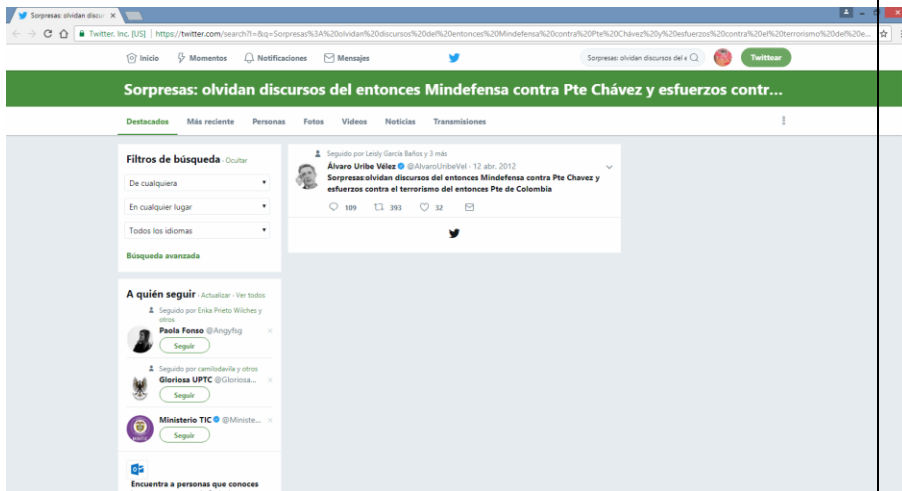 Sorpresas: olvidan discur
Twitter, Inc. [US] | https://twitter.com/search?l=&q=Sorpresas%3A%20olvidan%20discursos%20del%20entonces%20Mindefensa%20contra%20Pte%20Chávez%20y%20esfuerzos%20contra%20el%20terrorismo%20del%20e...
Inicio Momentos Notificaciones Mensajes Sorpresas: olvidan discursos del e Twittear
Sorpresas: olvidan discursos del entonces Mindefensa contra Pte Chávez y esfuerzos contr...
Destacados Más reciente Personas Fotos Videos Noticias Transmisiones
Filtros de búsqueda · Ocultar
De cualquiera
En cualquier lugar
Todos los idiomas
Búsqueda avanzada
Seguido por Leisly García Baños y 3 más
Álvaro Uribe Vélez @AlvaroUribeVel · 12 abr. 2012
Sorpresas:olvidan discursos del entonces Mindefensa contra Pte Chavez y
esfuerzos contra el terrorismo del entonces Pte de Colombia
109 393 32
A quién seguir · Actualizar · Ver todos
Seguido por Erika Prieto Wilches y
otros
Paola Fonso @Angyfsg
Seguir
Seguido por camilodavila y otros
Gloriosa UPTC @Gloriosa...
Seguir
Ministerio TIC @Ministe...
Seguir
Encuentra a personas que conoces